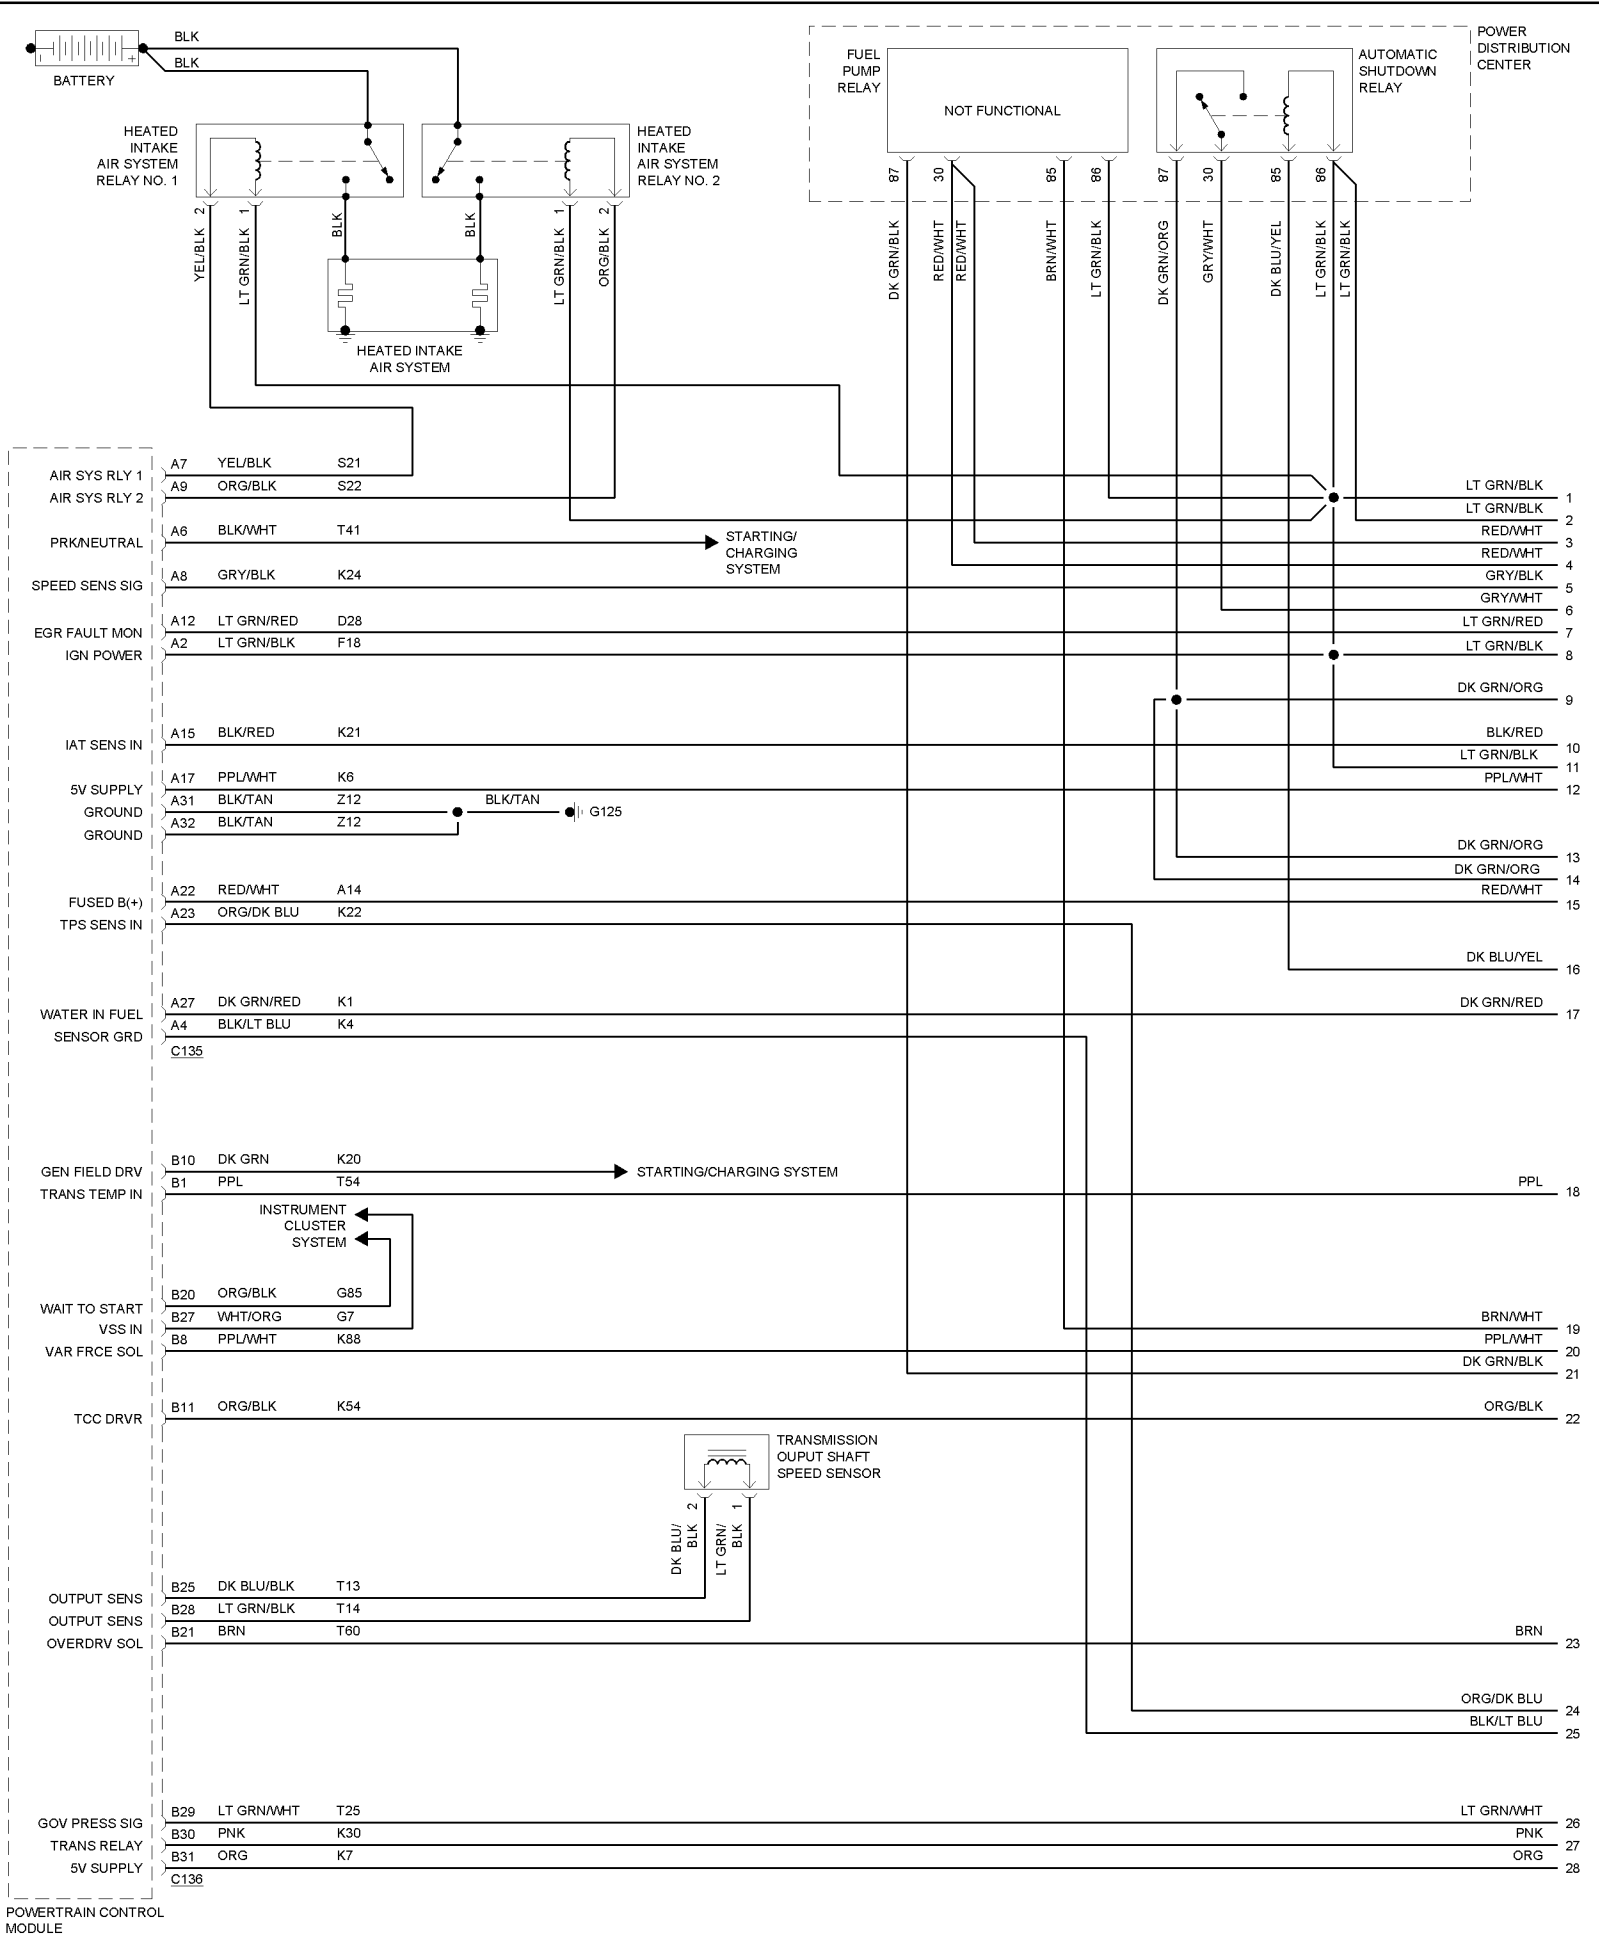 BLK
BLK
-
+
BATTERY
HEATED
INTAKE
AIR SYSTEM
RELAY NO. 1
HEATED
INTAKE
AIR SYSTEM
RELAY NO. 2
2
1
1
2
YEL/BLK
LT GRN/BLK
BLK
BLK
LT GRN/BLK
ORG/BLK
HEATED INTAKE
AIR SYSTEM
POWER
DISTRIBUTION
CENTER
FUEL
PUMP
RELAY
NOT FUNCTIONAL
AUTOMATIC
SHUTDOWN
RELAY
87
30
85
86
87
30
85
86
DK GRN/BLK
RED/WHT
RED/WHT
BRN/WHT
LT GRN/BLK
DK GRN/ORG
GRY/WHT
DK BLU/YEL
LT GRN/BLK
LT GRN/BLK
AIR SYS RLY 1 A7 YEL/BLK S21
AIR SYS RLY 2 A9 ORG/BLK S22
LT GRN/BLK 1
LT GRN/BLK 2
PRK/NEUTRAL A6 BLK/WHT T41
STARTING/
CHARGING
SYSTEM
RED/WHT 3
RED/WHT 4
SPEED SENS SIG A8 GRY/BLK K24 GRY/BLK 5
GRY/WHT 6
EGR FAULT MON A12 LT GRN/RED D28 LT GRN/RED 7
IGN POWER A2 LT GRN/BLK F18 LT GRN/BLK 8
DK GRN/ORG 9
IAT SENS IN A15 BLK/RED K21 BLK/RED 10
LT GRN/BLK 11
5V SUPPLY A17 PPL/WHT K6 PPL/WHT 12
GROUND A31 BLK/TAN Z12 BLK/TAN G125
GROUND A32 BLK/TAN Z12
DK GRN/ORG 13
DK GRN/ORG 14
FUSED B(+) A22 RED/WHT A14 RED/WHT 15
TPS SENS IN A23 ORG/DK BLU K22
DK BLU/YEL 16
WATER IN FUEL A27 DK GRN/RED K1 DK GRN/RED 17
SENSOR GRD A4 BLK/LT BLU K4
C135
GEN FIELD DRV B10 DK GRN K20 STARTING/CHARGING SYSTEM
TRANS TEMP IN B1 PPL T54 PPL 18
INSTRUMENT
CLUSTER
SYSTEM
WAIT TO START B20 ORG/BLK G85
VSS IN B27 WHT/ORG G7 BRN/WHT 19
VAR FRCE SOL B8 PPL/WHT K88 PPL/WHT 20
DK GRN/BLK 21
TCC DRVR B11 ORG/BLK K54 ORG/BLK 22
TRANSMISSION
OUPUT SHAFT
SPEED SENSOR
2
1
DK BLU/
BLK
LT GRN/
BLK
OUTPUT SENS B25 DK BLU/BLK T13
OUTPUT SENS B28 LT GRN/BLK T14
OVERDRV SOL B21 BRN T60 BRN 23
ORG/DK BLU 24
BLK/LT BLU 25
GOV PRESS SIG B29 LT GRN/WHT T25 LT GRN/WHT 26
TRANS RELAY B30 PNK K30 PNK 27
5V SUPPLY B31 ORG K7 ORG 28
C136
POWERTRAIN CONTROL
MODULE